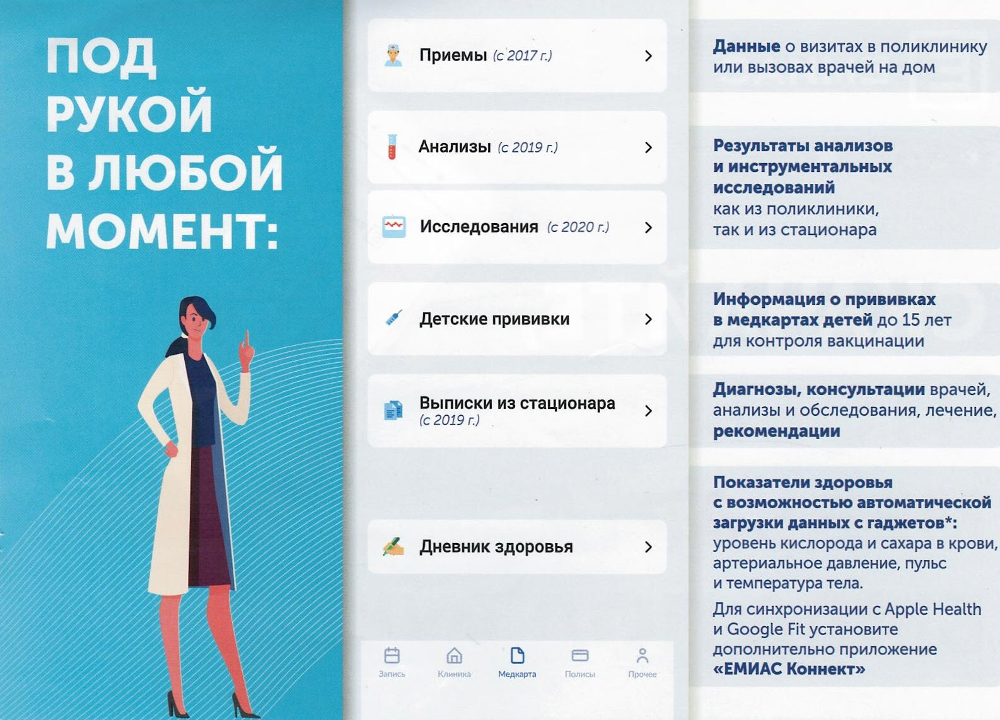 ПОД
РУКОЙ
В ЛЮБОЙ
МОМЕНТ:
Приемы (с 2017 г.)
Данные о визитах в поликлинику
или вызовах врачей на дом
Анализы (с 2019 г.)
Исследования (с 2020 г.)
Результаты анализов
и инструментальных
исследований
как из поликлиники,
так и из стационара
Детские прививки
Информация о прививках
в медкартах детей до 15 лет
для контроля вакцинации
Выписки из стационара
(с 2019 г.)
Диагнозы, консультации врачей,
анализы и обследования, лечение,
рекомендации
Дневник здоровья
Показатели здоровья
с возможностью автоматической
загрузки данных с гаджетов*:
уровень кислорода и сахара в крови,
артериальное давление, пульс
и температура тела.
Для синхронизации с Apple Health
и Google Fit установите
дополнительно приложение
«ЕМИАС Коннект»
Запись
Клиника
Медкарта
Полисы
Прочее